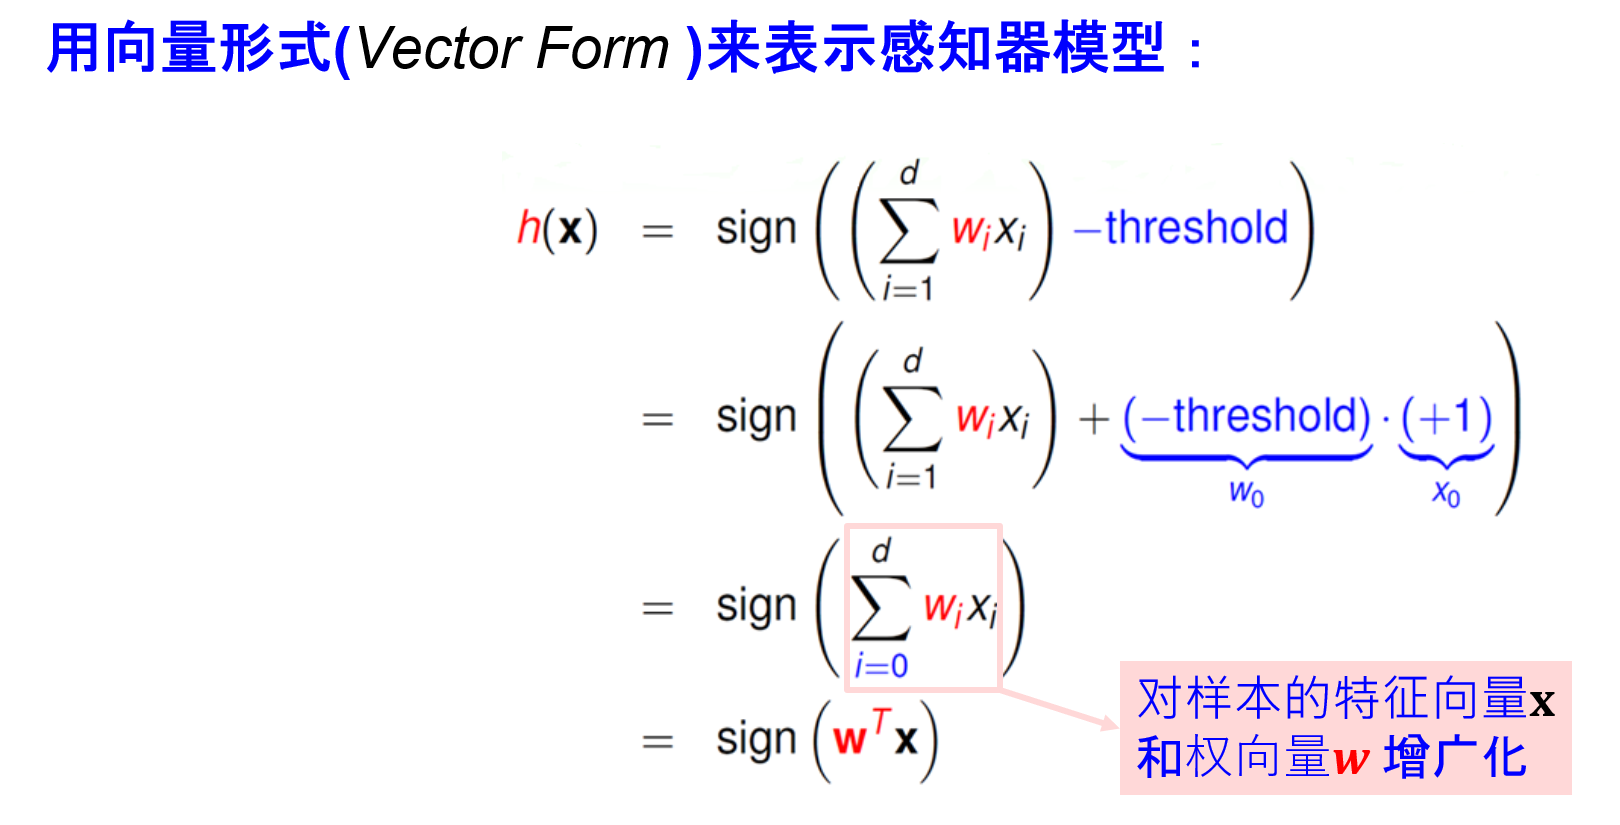 用向量形式(Vector Form )来表示感知器模型：
h(x) = sign((∑_{i=1}^{d} w_i x_i) −threshold)
= sign((∑_{i=1}^{d} w_i x_i) + (−threshold) · (+1))
w_0 x_0
= sign(∑_{i=0}^{d} w_i x_i)
= sign(w^T x)
对样本的特征向量x
和权向量w 增广化